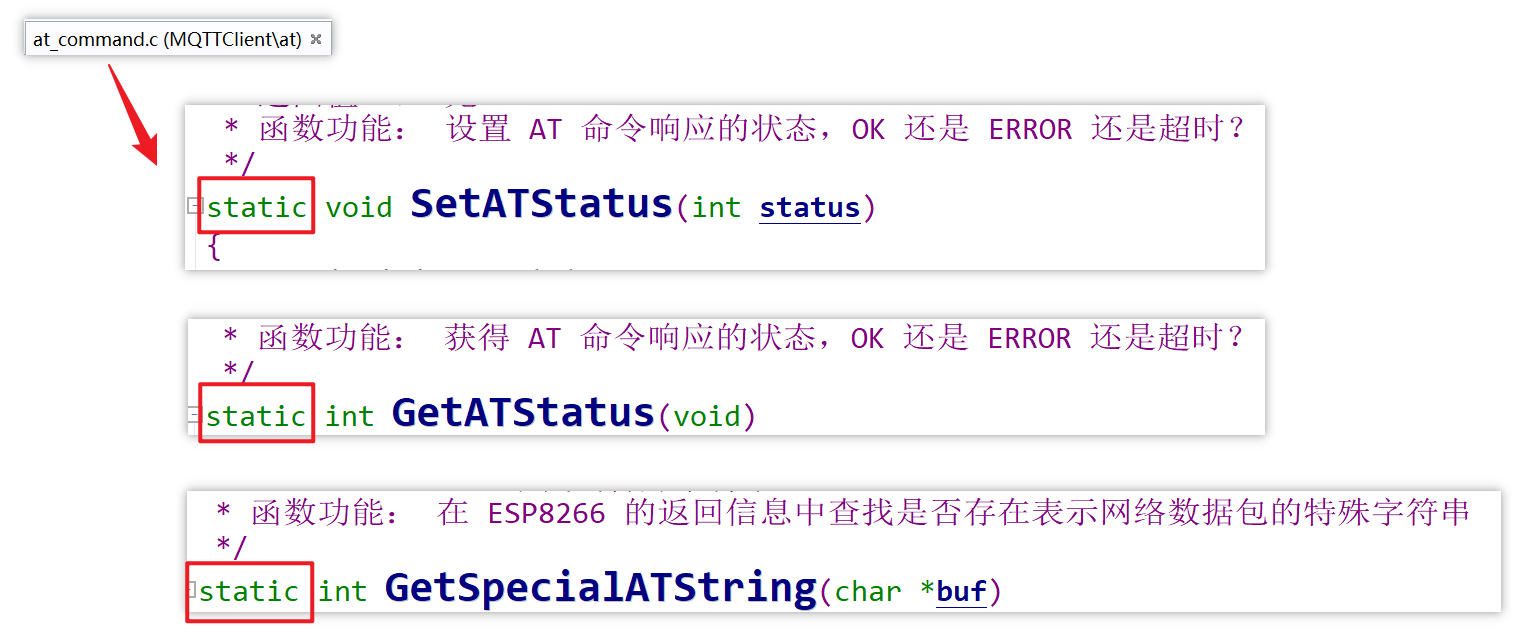 at_command.c (MQTTClient\at) ×
* 函数功能： 设置 AT 命令响应的状态，OK 还是 ERROR 还是超时？
*/
static void SetATStatus(int status)
{
* 函数功能： 获得 AT 命令响应的状态，OK 还是 ERROR 还是超时？
*/
static int GetATStatus(void)
* 函数功能： 在 ESP8266 的返回信息中查找是否存在表示网络数据包的特殊字符串
*/
static int GetSpecialATString(char *buf)